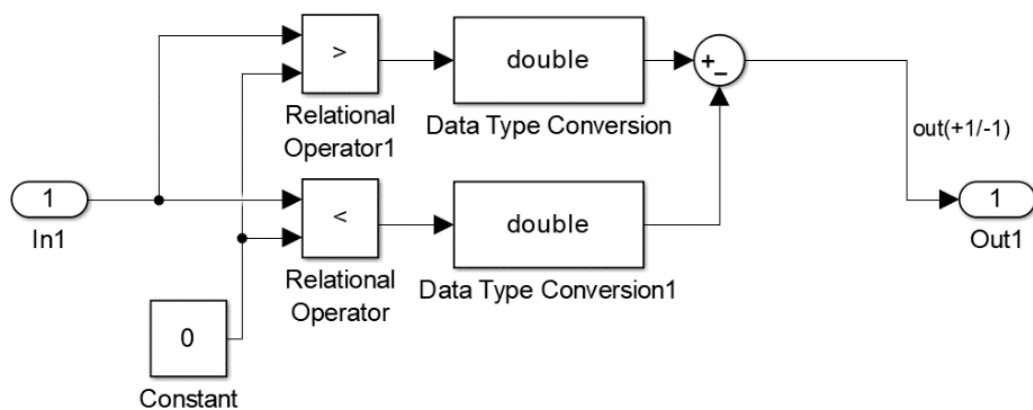 >
double
+
−
Relational
Operator1
Data Type Conversion
out(+1/-1)
1
In1
<
double
1
Out1
Relational
Operator
Data Type Conversion1
0
Constant